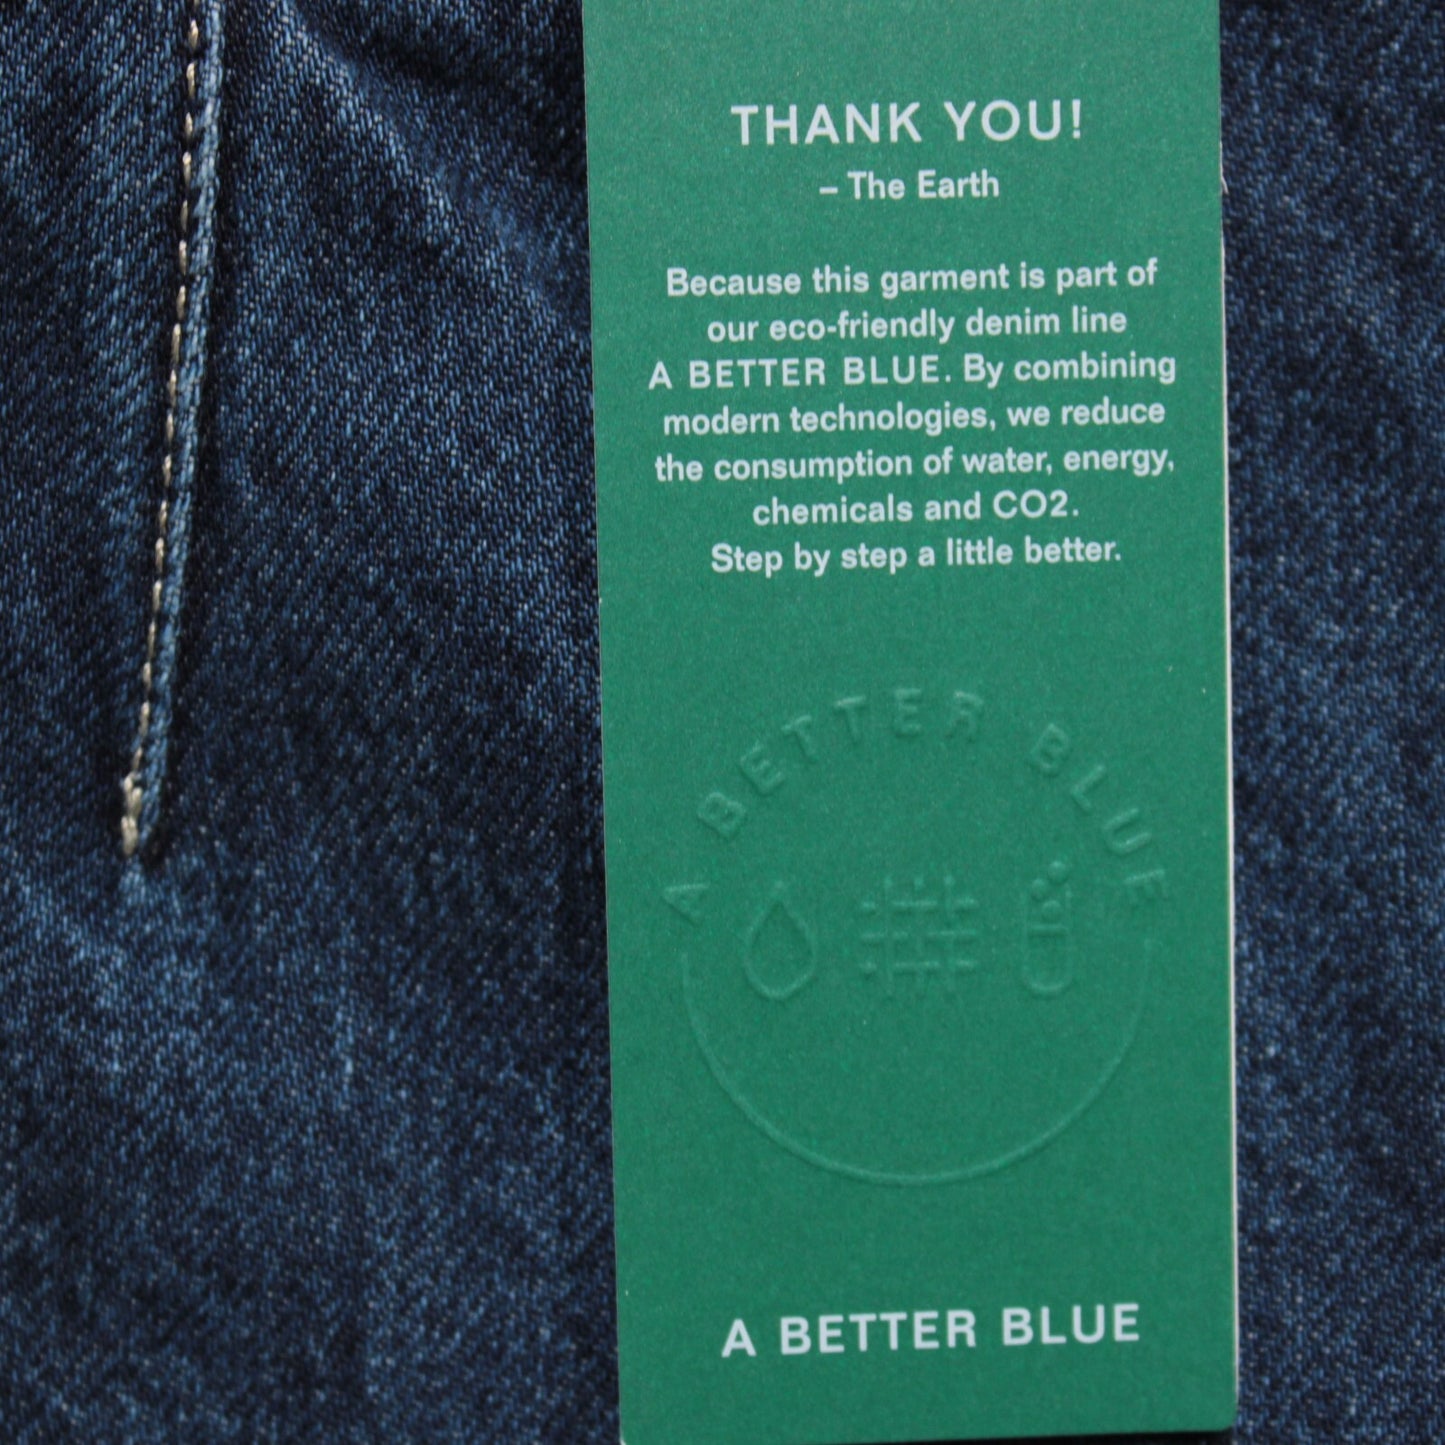 THANK YOU!
– The Earth
Because this garment is part of
our eco-friendly denim line
A BETTER BLUE. By combining
modern technologies, we reduce
the consumption of water, energy,
chemicals and CO2.
Step by step a little better.
A BETTER BLUE
A BETTER BLUE